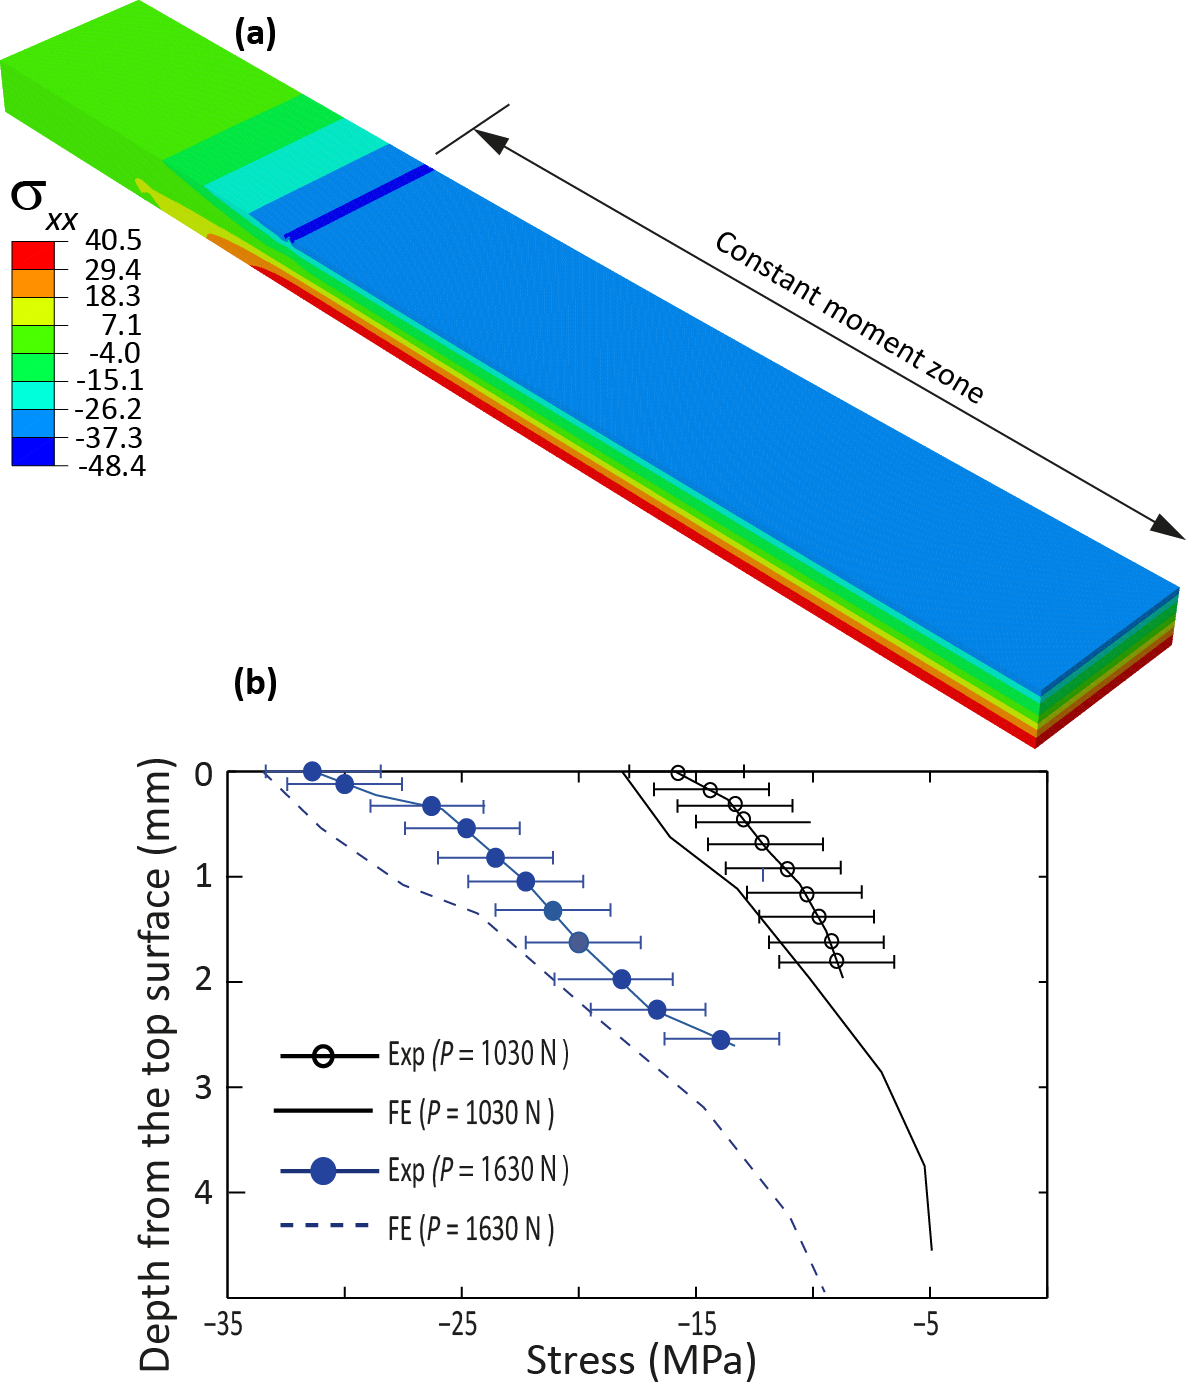 (a)
σxx
40.5
29.4
18.3
7.1
-4.0
-15.1
-26.2
-37.3
-48.4
Constant moment zone
(b)
Depth from the top surface (mm)
0
1
2
3
4
Exp (P = 1030 N )
FE (P = 1030 N )
Exp (P = 1630 N )
FE (P = 1630 N )
−35 −25 −15 −5
Stress (MPa)